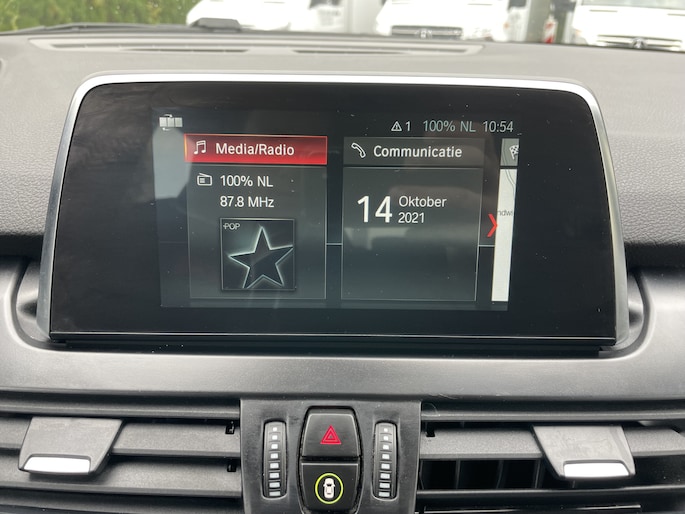 1 100% NL 10:54
Media/Radio
100% NL
87.8 MHz
POP
Communicatie
14 Oktober
2021